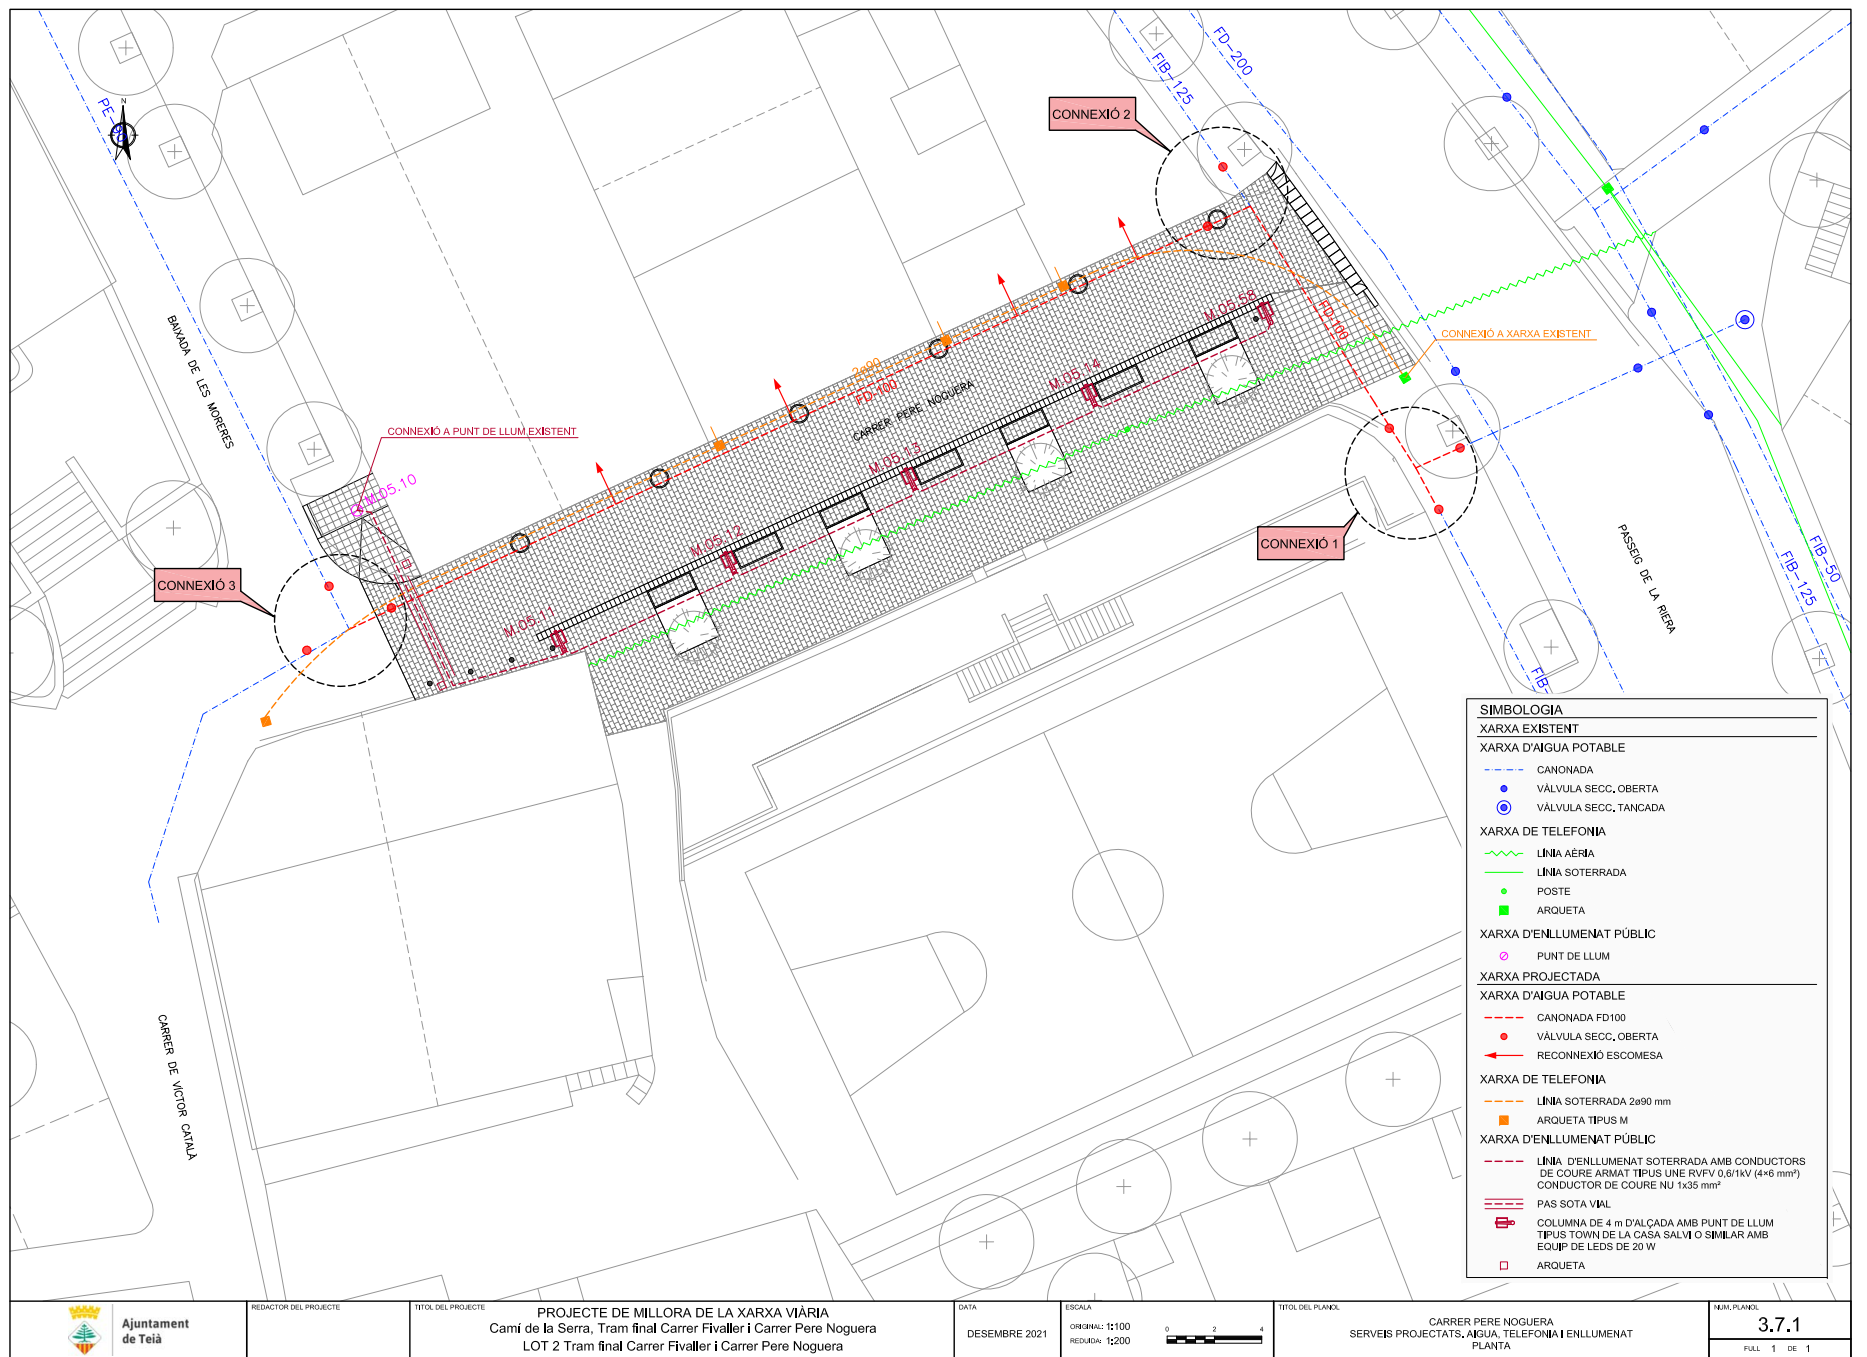 FD-200
FIB-125
PE-90
N
CONNEXIÓ 2
BAIXADA DE LES MORERES
CONNEXIÓ A XARXA EXISTENT
M.05.58
FD-100
2ø90
FD-100
CARRER PERE NOGUERA
M.05.14
CONNEXIÓ A PUNT DE LLUM EXISTENT
M.05.13
M.05.10
M.05.12
CONNEXIÓ 1
PASSEIG DE LA RIERA
FIB-50
FIB-125
CONNEXIÓ 3
M.05.11
FIB-
CARRER DE VÍCTOR CATALÀ
SIMBOLOGIA
XARXA EXISTENT
XARXA D'AIGUA POTABLE
CANONADA
VÀLVULA SECC. OBERTA
VÀLVULA SECC. TANCADA
XARXA DE TELEFONIA
LÍNIA AÈRIA
LÍNIA SOTERRADA
POSTE
ARQUETA
XARXA D'ENLLUMENAT PÚBLIC
PUNT DE LLUM
XARXA PROJECTADA
XARXA D'AIGUA POTABLE
CANONADA FD100
VÀLVULA SECC. OBERTA
RECONNEXIÓ ESCOMESA
XARXA DE TELEFONIA
LÍNIA SOTERRADA 2ø90 mm
ARQUETA TIPUS M
XARXA D'ENLLUMENAT PÚBLIC
LÍNIA D'ENLLUMENAT SOTERRADA AMB CONDUCTORS
DE COURE ARMAT TIPUS UNE RVFV 0,6/1kV (4×6 mm²)
CONDUCTOR DE COURE NU 1x35 mm²
PAS SOTA VIAL
COLUMNA DE 4 m D'ALÇADA AMB PUNT DE LLUM
TIPUS TOWN DE LA CASA SALVI O SIMILAR AMB
EQUIP DE LEDS DE 20 W
ARQUETA
Ajuntament
de Teià
REDACTOR DEL PROJECTE
TITOL DEL PROJECTE
PROJECTE DE MILLORA DE LA XARXA VIÀRIA
Camí de la Serra, Tram final Carrer Fivaller i Carrer Pere Noguera
LOT 2 Tram final Carrer Fivaller i Carrer Pere Noguera
DATA
DESEMBRE 2021
ESCALA
ORIGINAL: 1:100
REDUIDA: 1:200
0 2 4
TITOL DEL PLANOL
CARRER PERE NOGUERA
SERVEIS PROJECTATS. AIGUA, TELEFONIA I ENLLUMENAT
PLANTA
NUM. PLANOL
3.7.1
FULL 1 DE 1